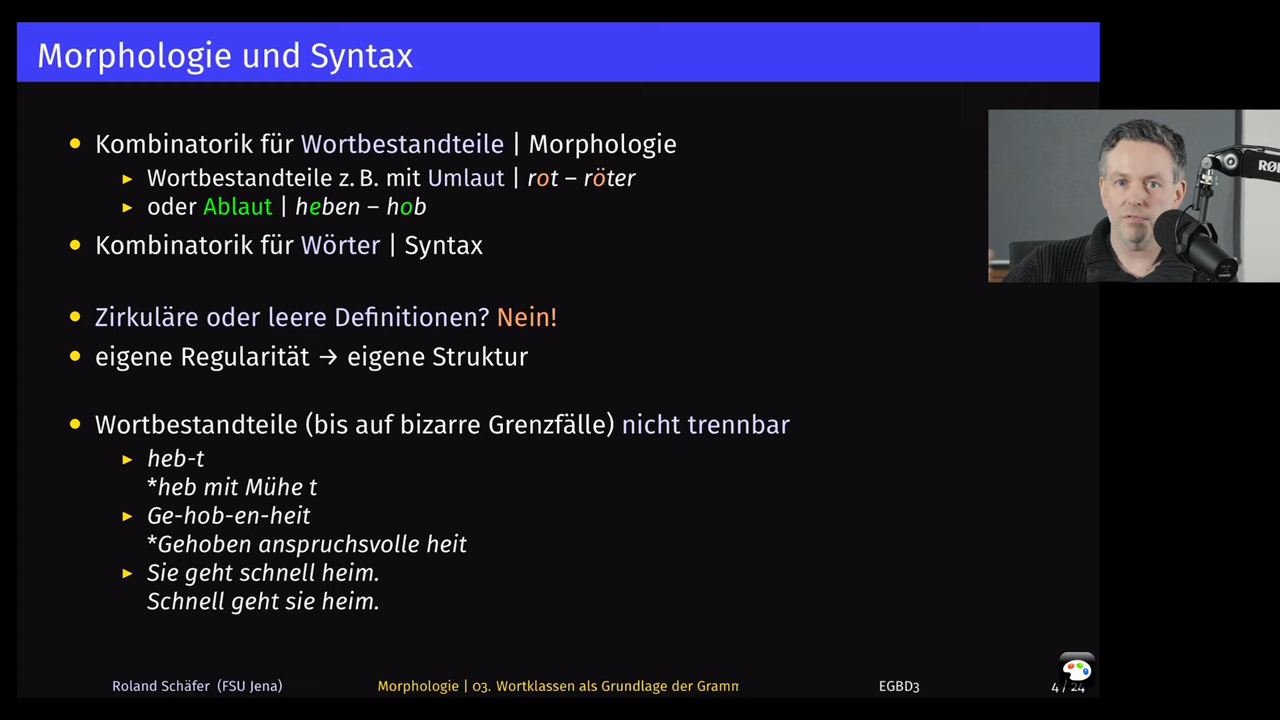 Morphologie und Syntax
• Kombinatorik für Wortbestandteile | Morphologie
▸ Wortbestandteile z. B. mit Umlaut | rot – röter
▸ oder Ablaut | heben – hob
• Kombinatorik für Wörter | Syntax
• Zirkuläre oder leere Definitionen? Nein!
• eigene Regularität → eigene Struktur
• Wortbestandteile (bis auf bizarre Grenzfälle) nicht trennbar
▸ heb-t
*heb mit Mühe t
▸ Ge-hob-en-heit
*Gehoben anspruchsvolle heit
▸ Sie geht schnell heim.
Schnell geht sie heim.
Roland Schäfer (FSU Jena) Morphologie | 03. Wortklassen als Grundlage der Gramm EGBD3 4 / 24
RØD